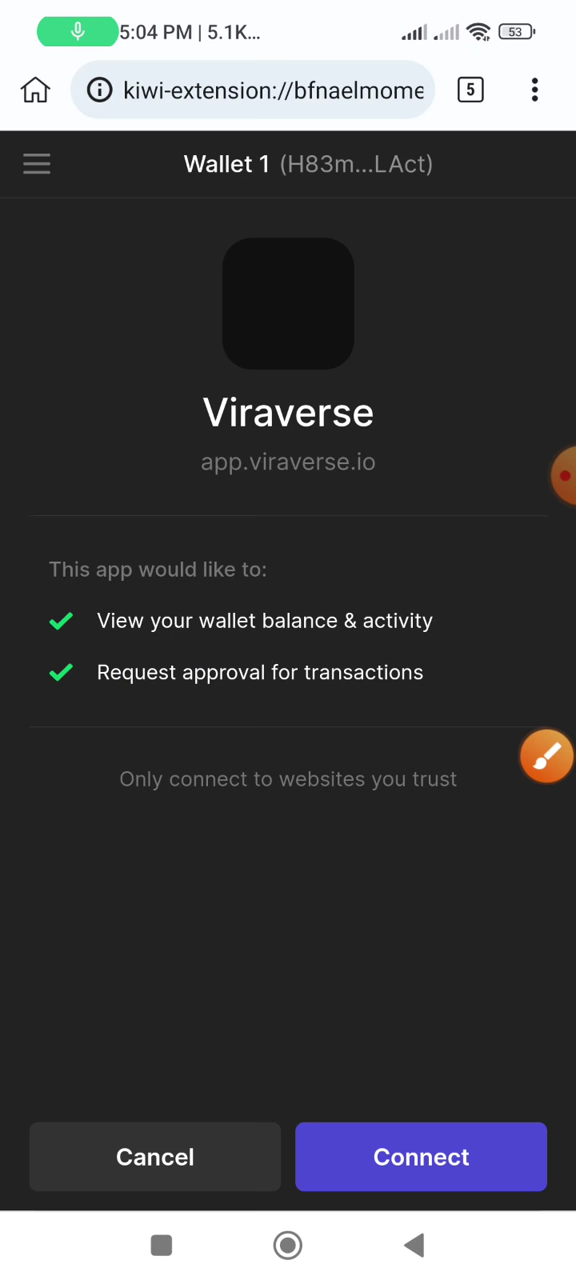 5:04 PM | 5.1K...
53
kiwi-extension://bfnaelmome
5
Wallet 1 (H83m...LAct)
Viraverse
app.viraverse.io
This app would like to:
View your wallet balance & activity
Request approval for transactions
Only connect to websites you trust
Cancel
Connect